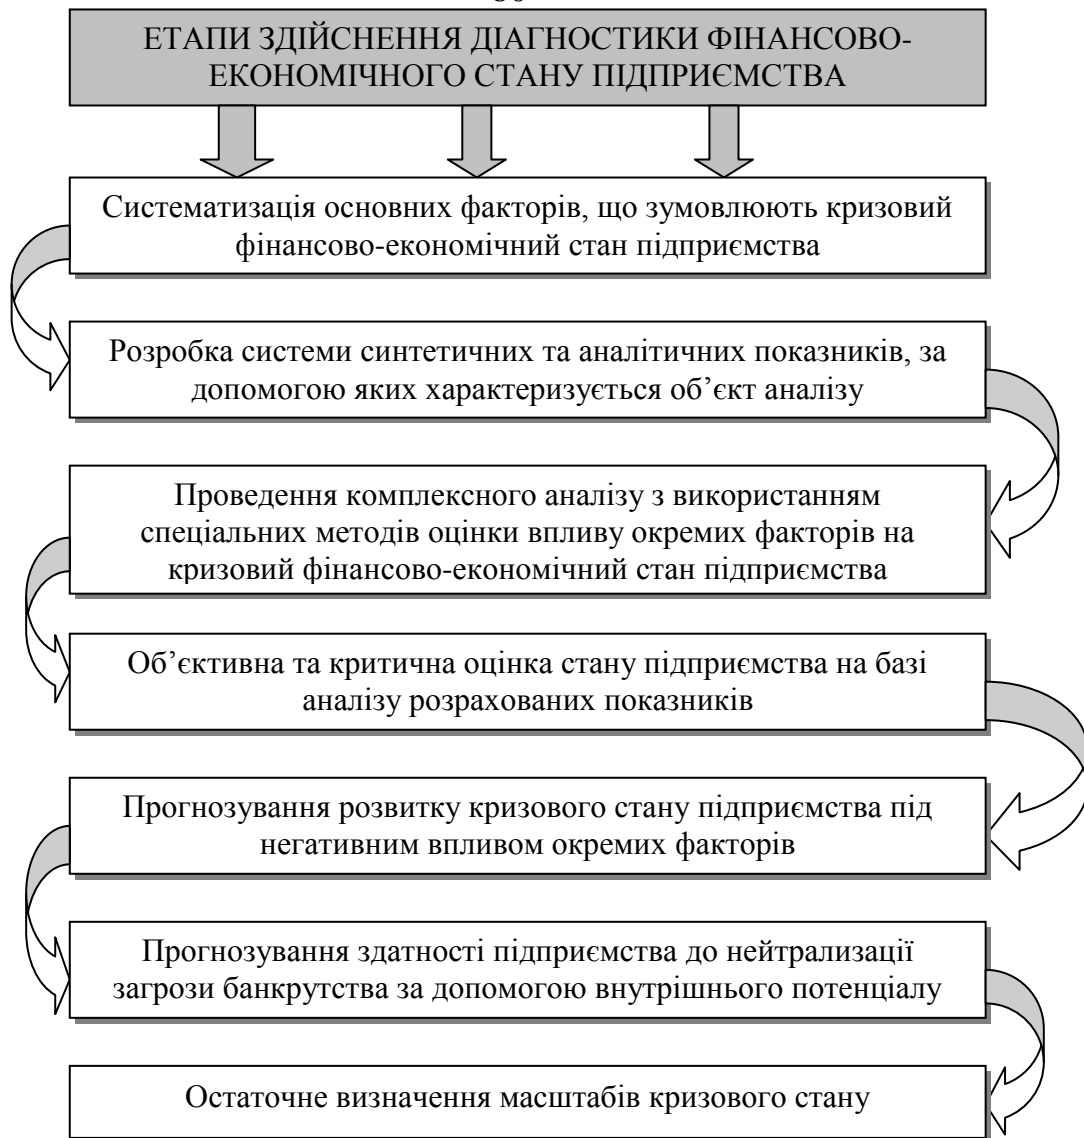 ЕТАПИ ЗДІЙСНЕННЯ ДІАГНОСТИКИ ФІНАНСОВО-
ЕКОНОМІЧНОГО СТАНУ ПІДПРИЄМСТВА
Систематизація основних факторів, що зумовлюють кризовий
фінансово-економічний стан підприємства
Розробка системи синтетичних та аналітичних показників, за
допомогою яких характеризується об’єкт аналізу
Проведення комплексного аналізу з використанням
спеціальних методів оцінки впливу окремих факторів на
кризовий фінансово-економічний стан підприємства
Об’єктивна та критична оцінка стану підприємства на базі
аналізу розрахованих показників
Прогнозування розвитку кризового стану підприємства під
негативним впливом окремих факторів
Прогнозування здатності підприємства до нейтрализації
загрози банкрутства за допомогою внутрішнього потенціалу
Остаточне визначення масштабів кризового стану